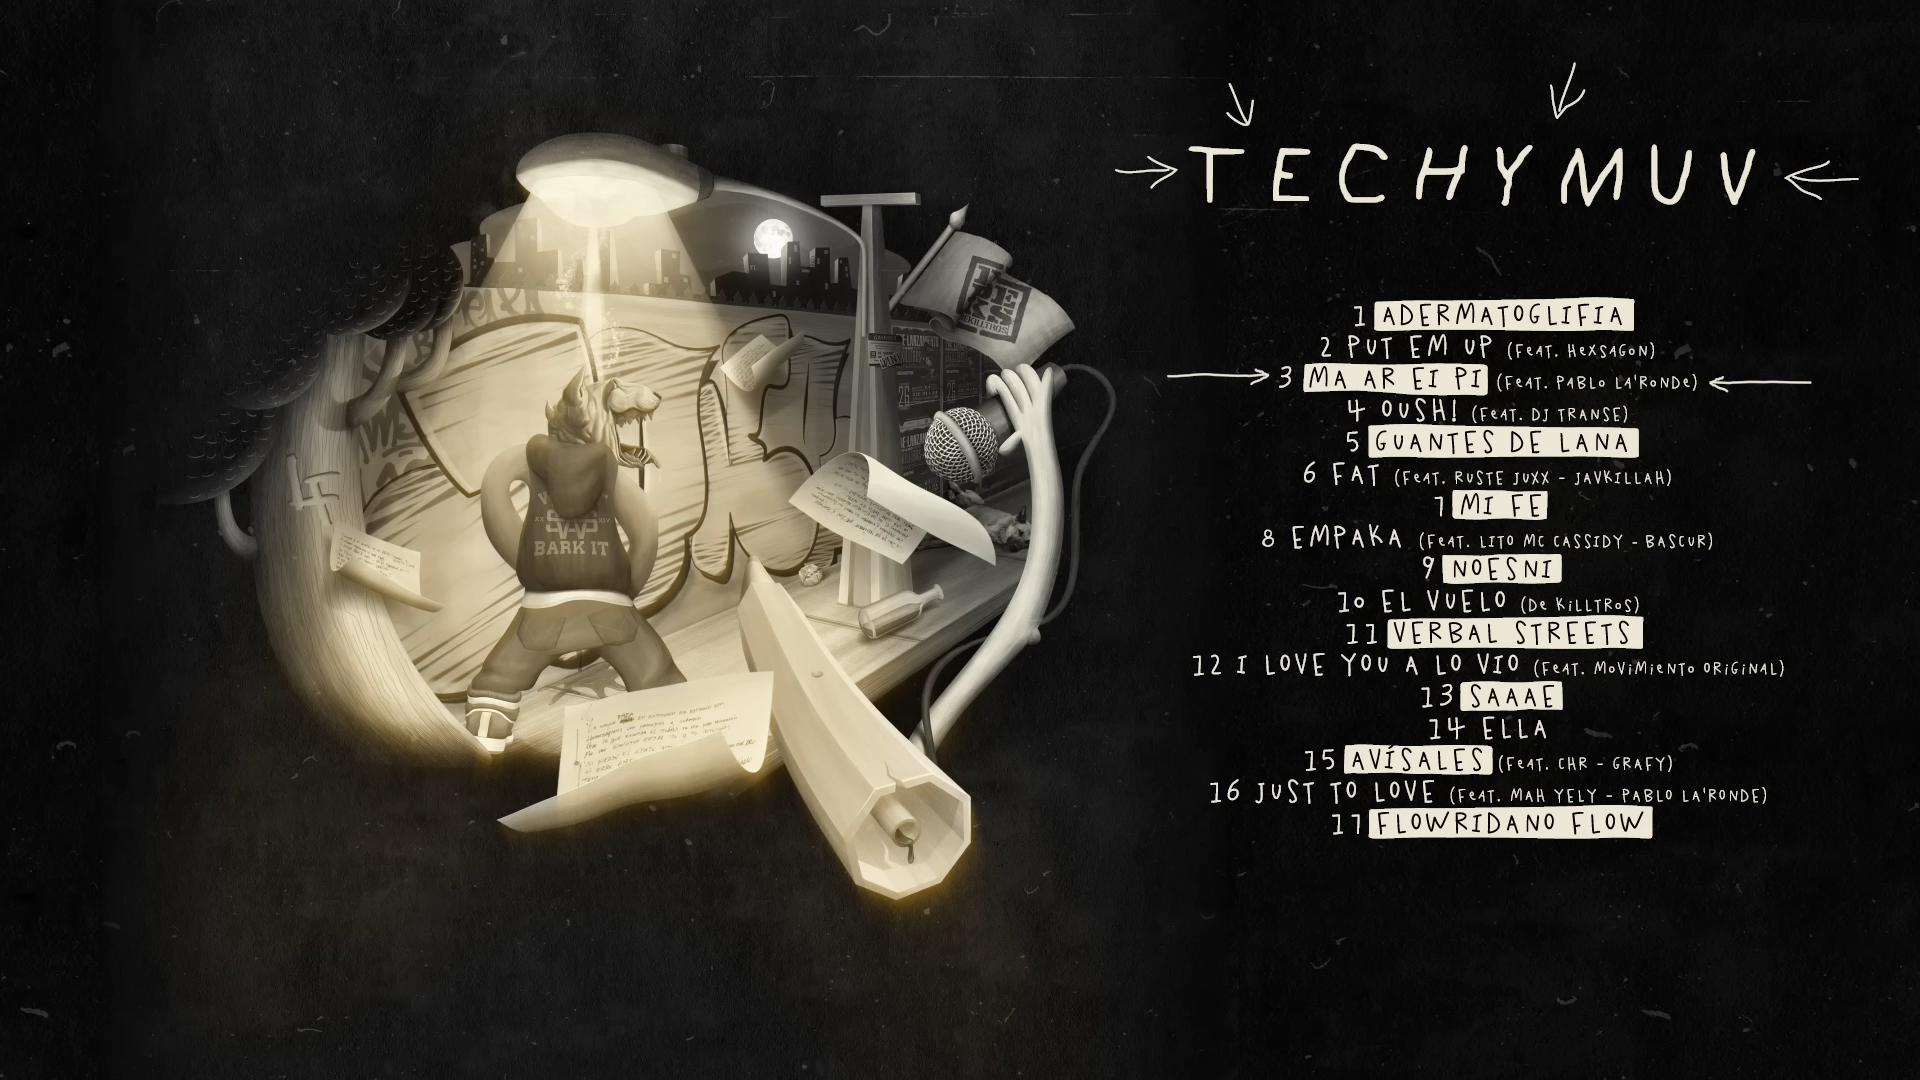 TECHYMUV
1 ADERMATOGLIFIA
2 PUT EM UP (FeAT. HeXSAGoN)
3 MA AR EI PI (FeAT. PABLO LA'RoNDe)
4 OUSH! (FeAT. DJ TRANSE)
5 GUANTES DE LANA
6 FAT (FeAT. RUSTE JUXX - JAVKILLAH)
7 MI FE
8 EMPAKA (FeAT. LITO MC CASSIDY - BASCUR)
9 NOESNI
10 EL VUELO (De KiLLTRoS)
11 VERBAL STREETS
12 I LOVE YOU A LO VIO (FeAT. MoViMieNTo ORiGiNAL)
13 SAAAE
14 ELLA
15 AVÍSALES (FeAT. CHR - GRAFY)
16 JUST TO LOVE (FeAT. MAH YELY - PABLO LA'RONDE)
17 FLOWRIDANO FLOW
XX XIV
BARK IT
KILLTROS